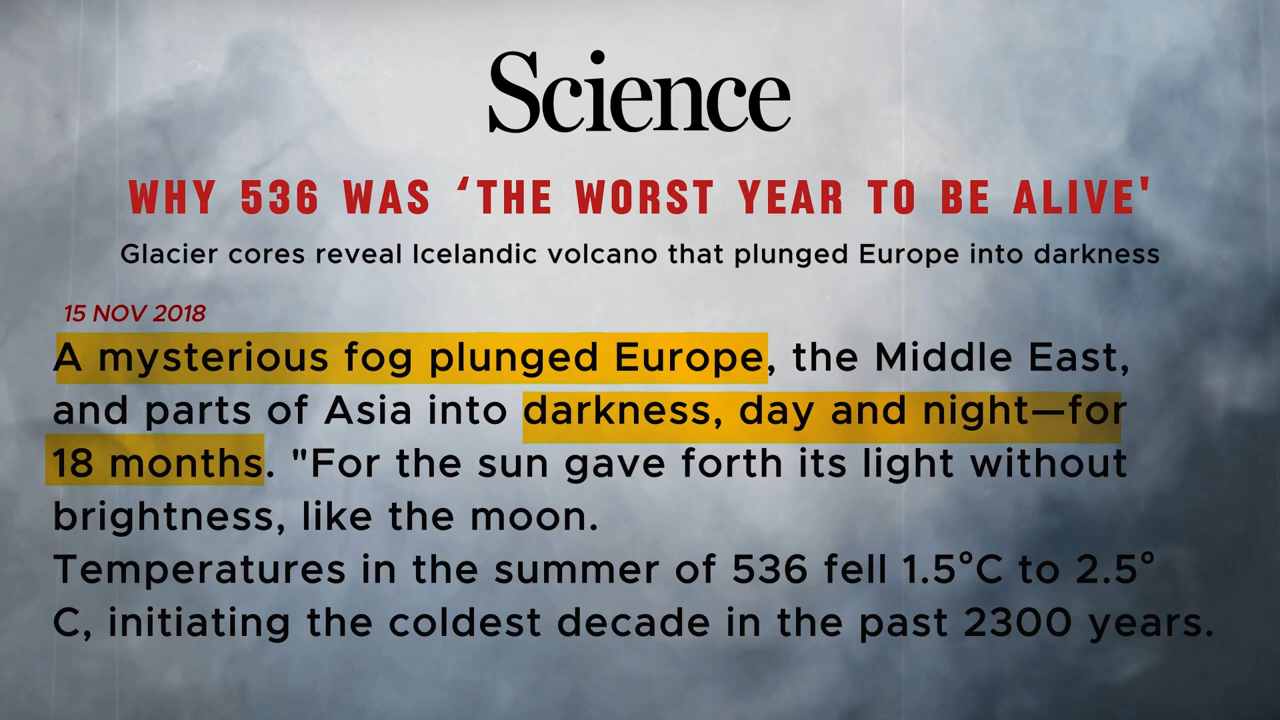 Science
WHY 536 WAS ‘THE WORST YEAR TO BE ALIVE'
Glacier cores reveal Icelandic volcano that plunged Europe into darkness
15 NOV 2018
A mysterious fog plunged Europe, the Middle East,
and parts of Asia into darkness, day and night—for
18 months. "For the sun gave forth its light without
brightness, like the moon.
Temperatures in the summer of 536 fell 1.5°C to 2.5°
C, initiating the coldest decade in the past 2300 years.